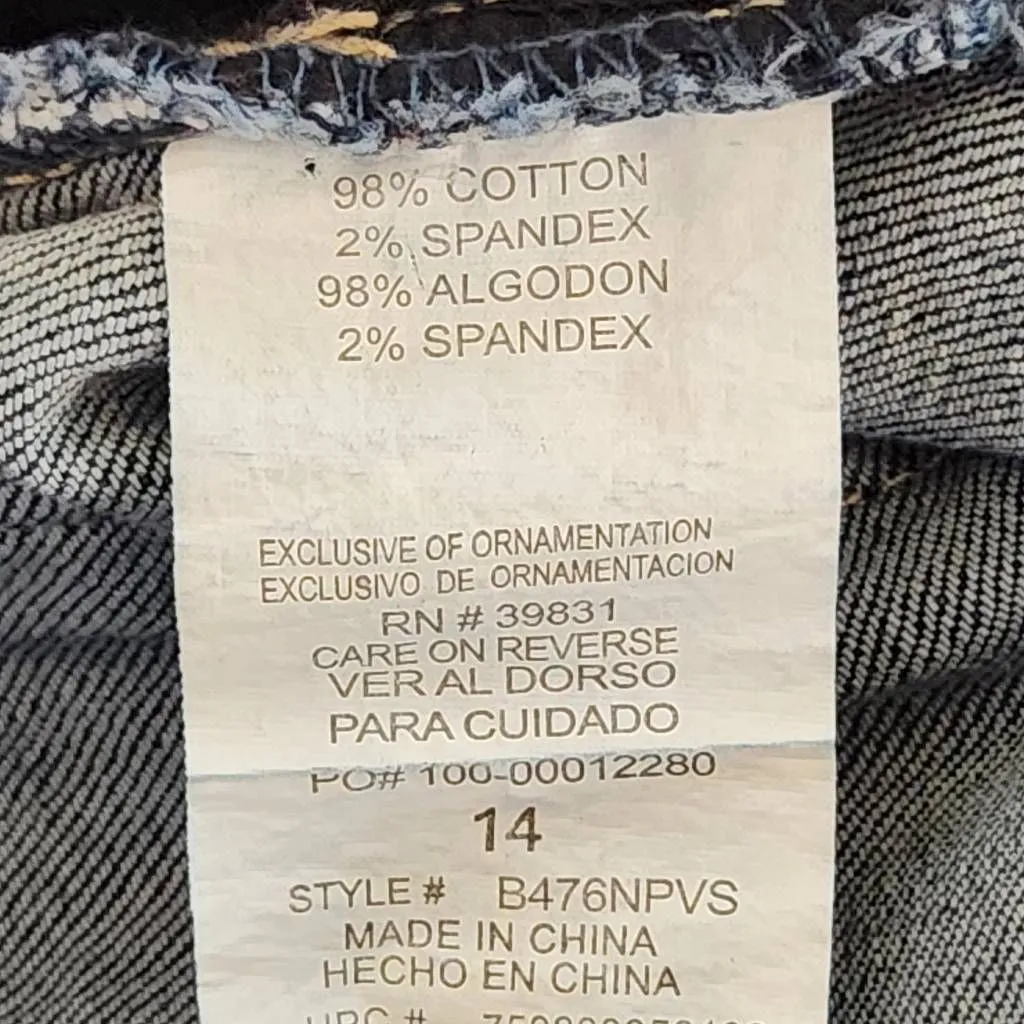 98% COTTON
2% SPANDEX
98% ALGODON
2% SPANDEX
EXCLUSIVE OF ORNAMENTATION
EXCLUSIVO DE ORNAMENTACION
RN # 39831
CARE ON REVERSE
VER AL DORSO
PARA CUIDADO
PO# 100-00012280
14
STYLE # B476NPVS
MADE IN CHINA
HECHO EN CHINA
UPC #